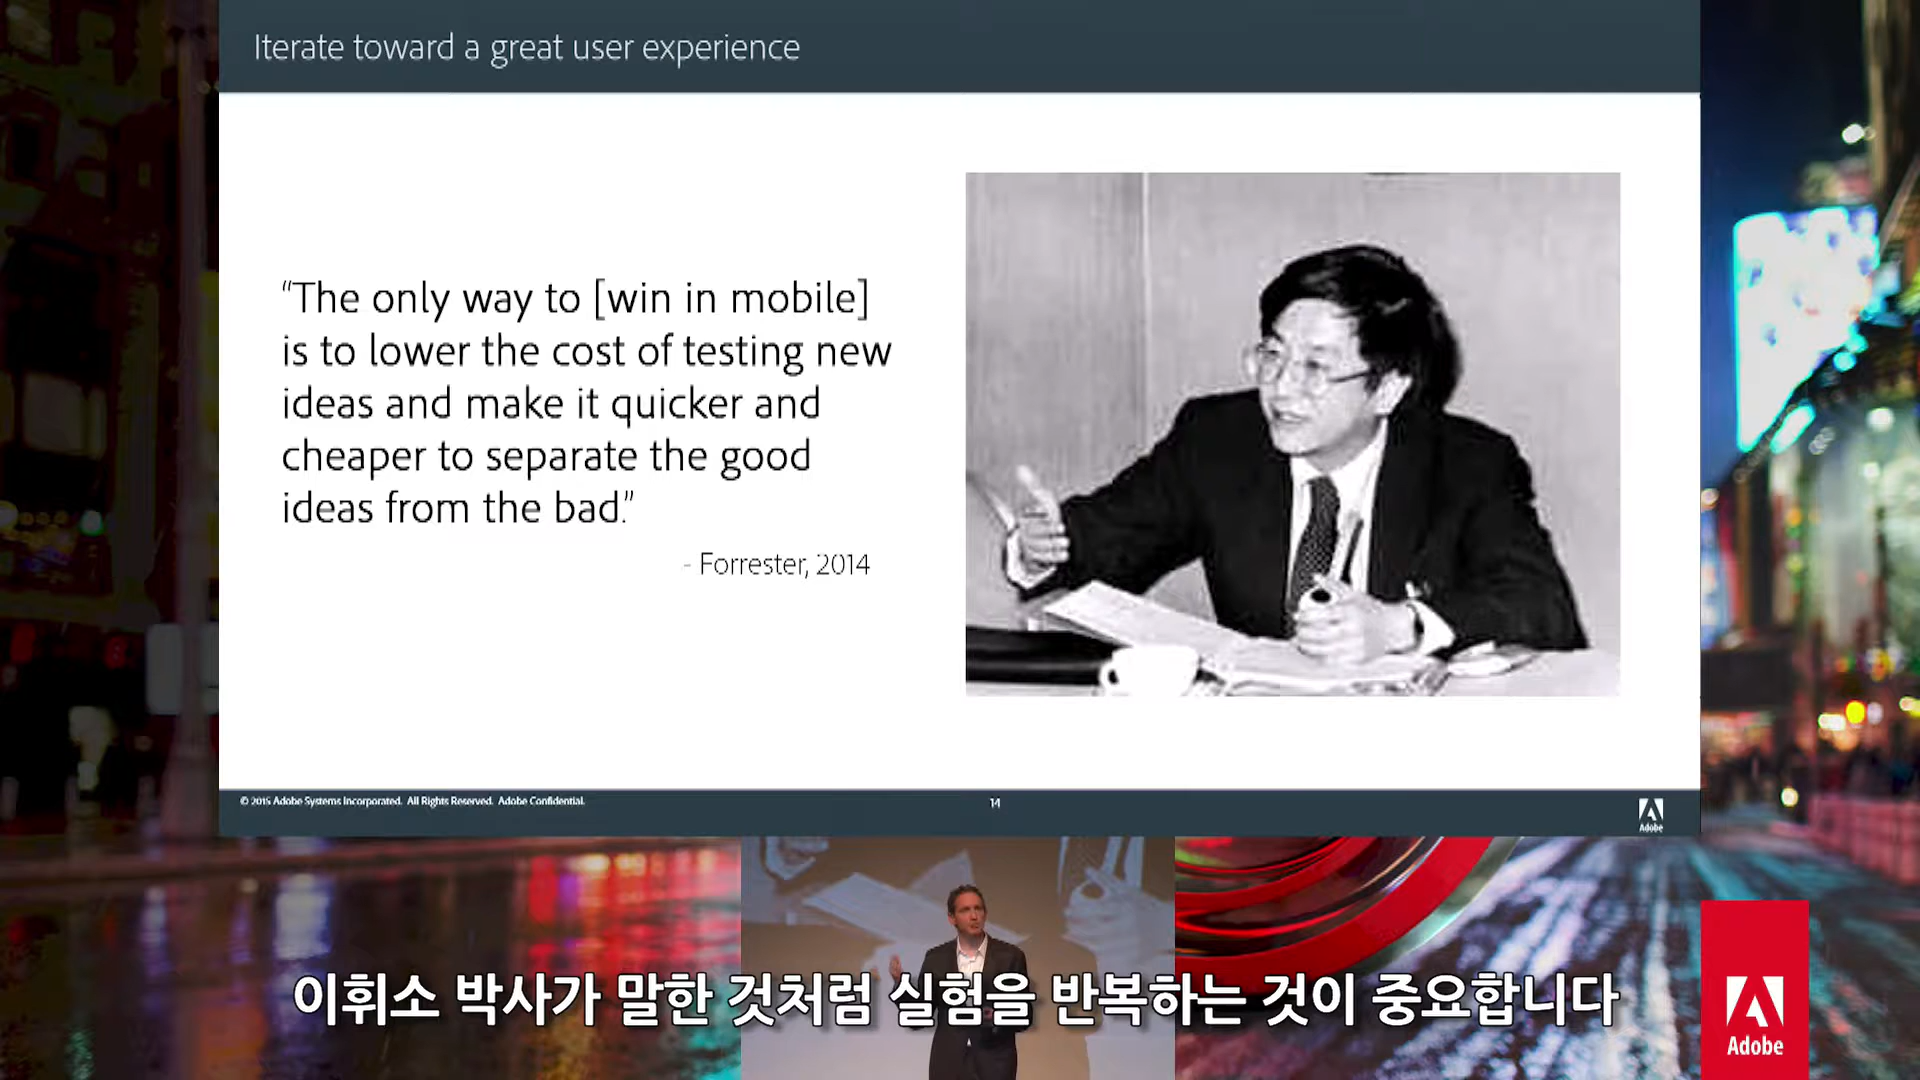 Iterate toward a great user experience
“The only way to [win in mobile]
is to lower the cost of testing new
ideas and make it quicker and
cheaper to separate the good
ideas from the bad.”
- Forrester, 2014
© 2015 Adobe Systems Incorporated. All Rights Reserved. Adobe Confidential.
14
Adobe
이휘소 박사가 말한 것처럼 실험을 반복하는 것이 중요합니다
Adobe